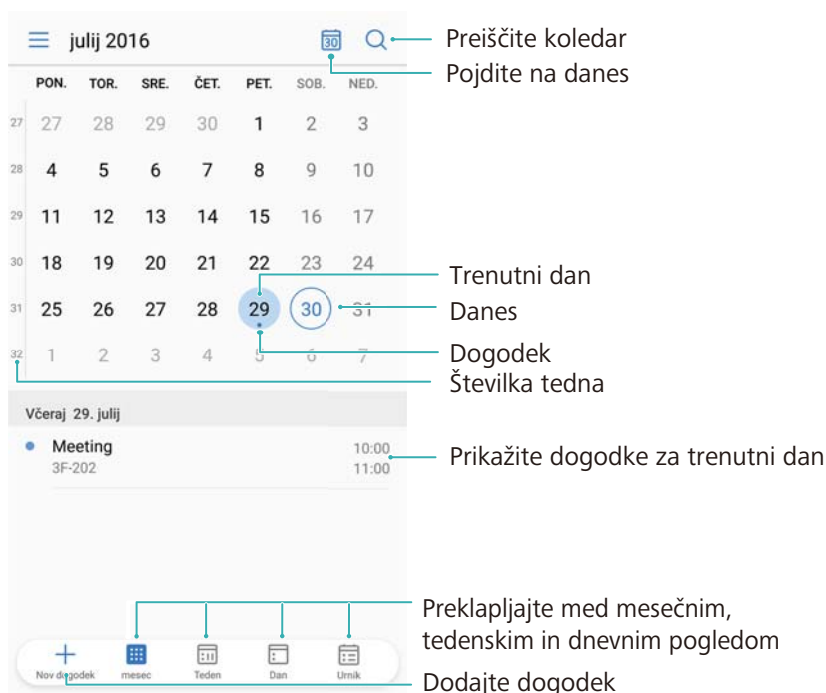 julij 2016
30
Preiščite koledar
Pojdite na danes
PON. TOR. SRE. ČET. PET. SOB. NED.
27 27 28 29 30 1 2 3
28 4 5 6 7 8 9 10
29 11 12 13 14 15 16 17
30 18 19 20 21 22 23 24
Trenutni dan
31 25 26 27 28 29 30 31
Danes
Dogodek
32 1 2 3 4 5 6 7
Številka tedna
Včeraj 29. julij
Meeting 10:00
3F-202 11:00
Prikažite dogodke za trenutni dan
Preklapljajte med mesečnim,
tedenskim in dnevnim pogledom
Nov dogodek mesec Teden Dan Urnik
Dodajte dogodek